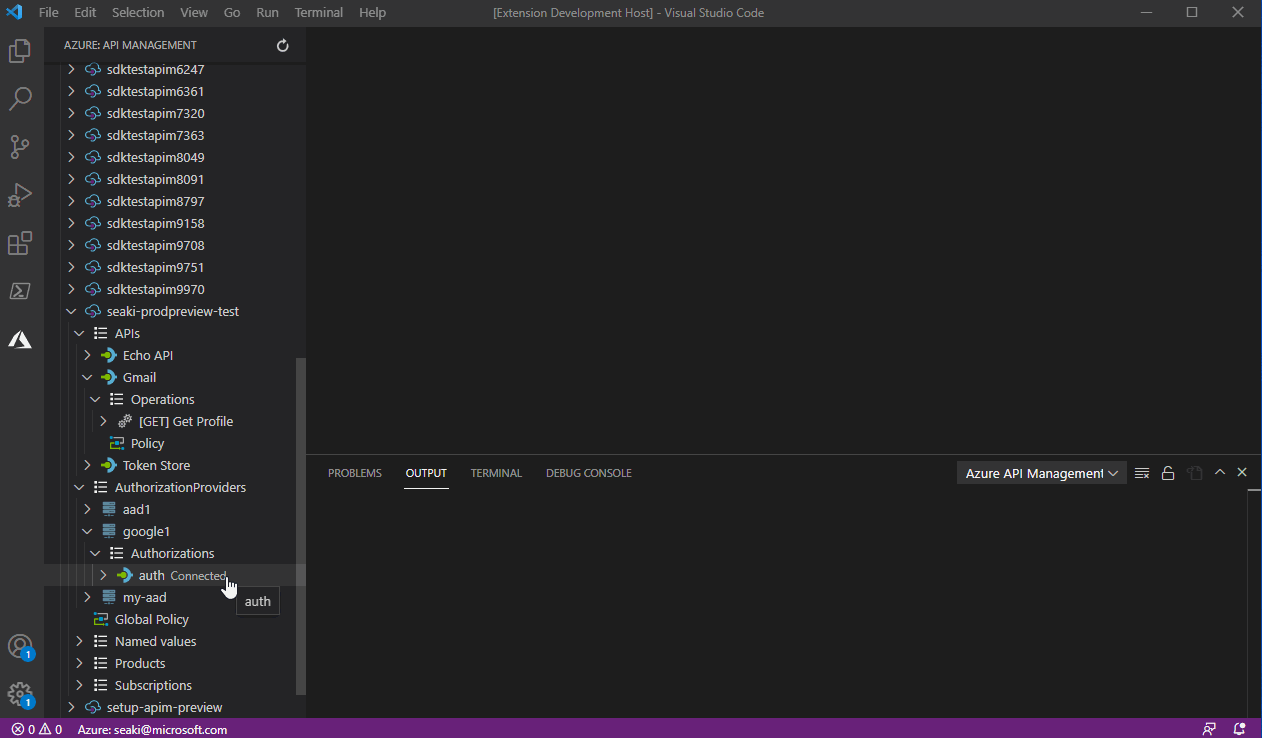 File Edit Selection View Go Run Terminal Help [Extension Development Host] - Visual Studio Code
AZURE: API MANAGEMENT
sdktestapim6247
sdktestapim6361
sdktestapim7320
sdktestapim7363
sdktestapim8049
sdktestapim8091
sdktestapim8797
sdktestapim9158
sdktestapim9708
sdktestapim9751
sdktestapim9970
seaki-prodpreview-test
APIs
Echo API
Gmail
Operations
[GET] Get Profile
Policy
Token Store
AuthorizationProviders
aad1
google1
Authorizations
auth Connected
auth
my-aad
Global Policy
Named values
Products
Subscriptions
setup-apim-preview
PROBLEMS OUTPUT TERMINAL DEBUG CONSOLE Azure API Management
1
1
0 0 Azure: seaki@microsoft.com